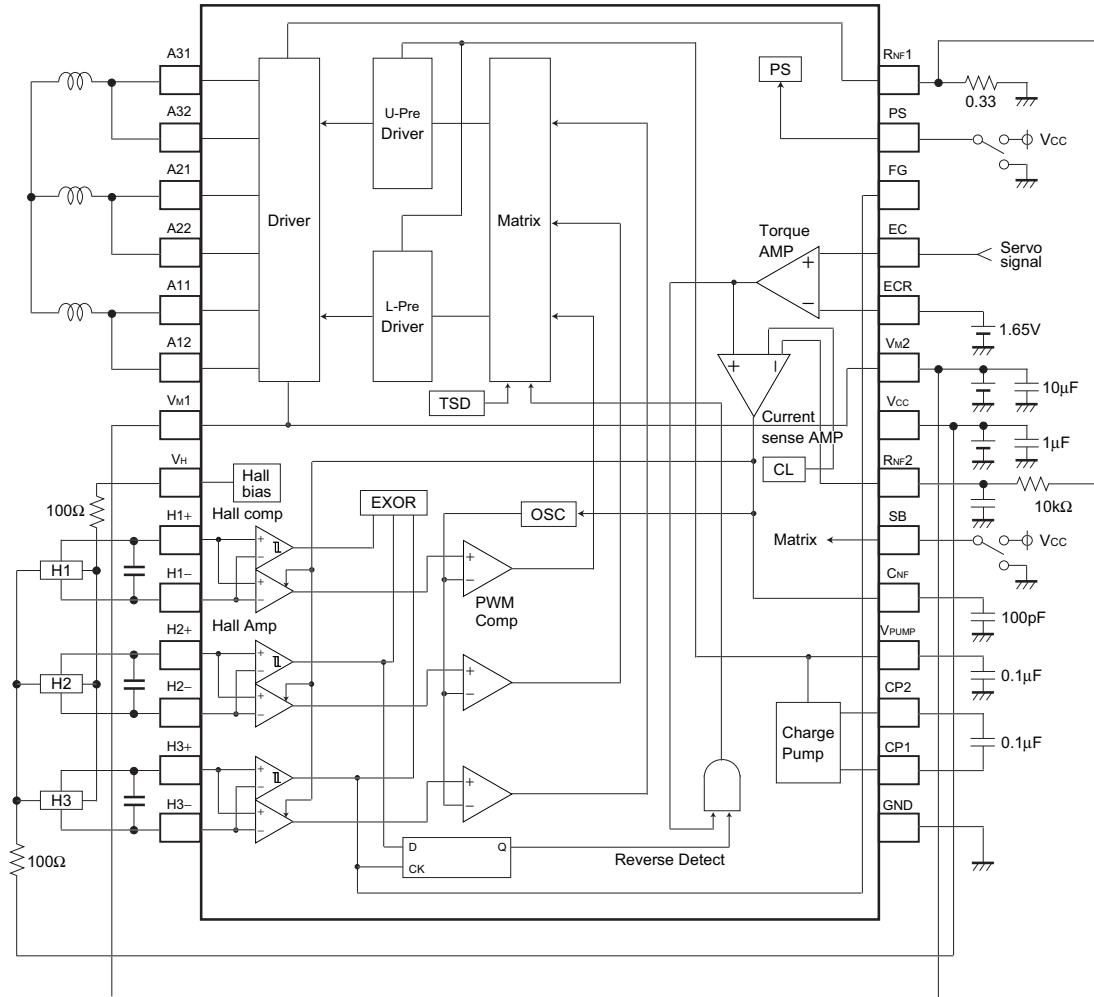 A31
A32
A21
A22
A11
A12
VM1
VH
100Ω
H1+
H1−
H2+
H2−
H3+
H3−
H1
H2
H3
100Ω
Driver
U-Pre
Driver
L-Pre
Driver
Matrix
TSD
PS
Torque
AMP
+
−
+
−
Current
sense AMP
CL
Hall
bias
Hall comp
EXOR
OSC
Matrix
+
−
+
−
+
−
PWM
Comp
Hall Amp
+
−
+
−
+
−
+
−
+
−
+
−
D
Q
CK
Reverse Detect
Charge
Pump
RNF1
0.33
PS
VCC
FG
EC
Servo
signal
ECR
1.65V
VM2
10µF
VCC
1µF
RNF2
10kΩ
SB
VCC
CNF
100pF
VPUMP
0.1µF
CP2
0.1µF
CP1
GND